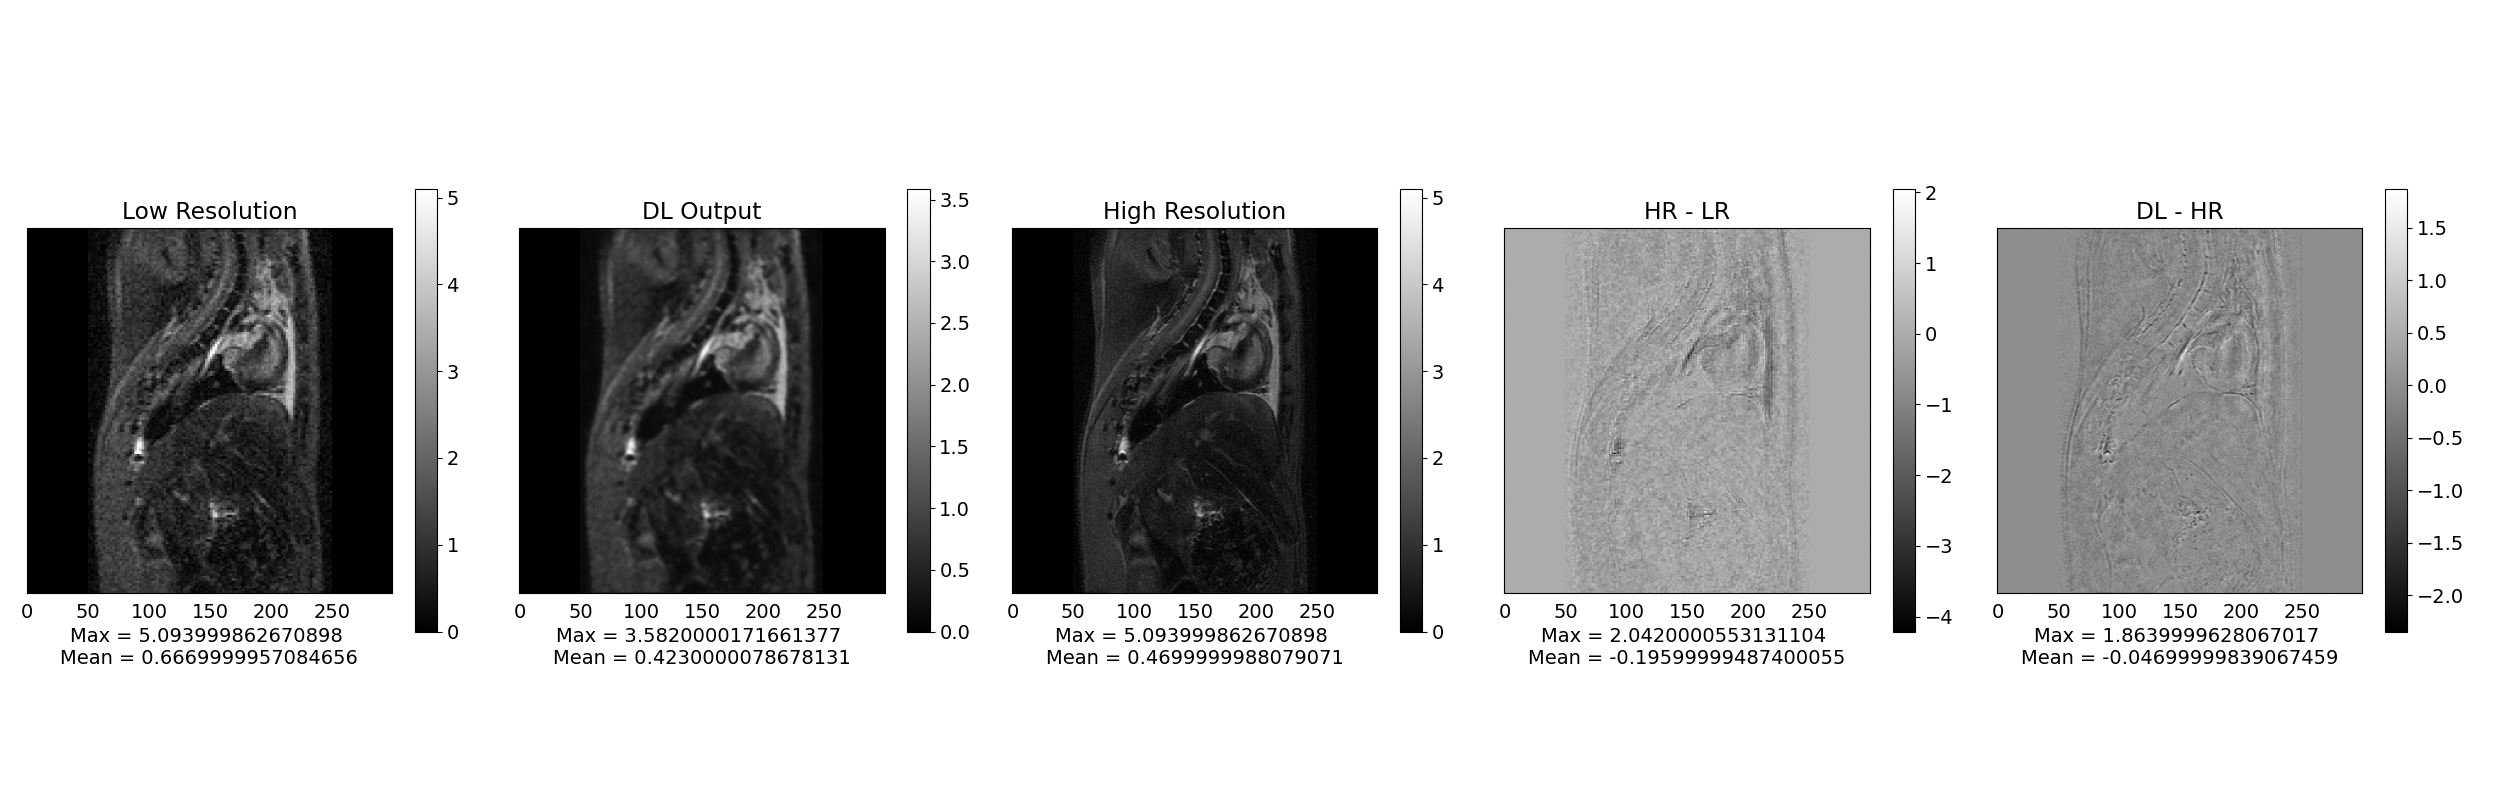 Low Resolution
5
4
3
2
1
0
0 50 100 150 200 250
Max = 5.093999862670898
Mean = 0.6669999957084656
DL Output
3.5
3.0
2.5
2.0
1.5
1.0
0.5
0.0
0 50 100 150 200 250
Max = 3.5820000171661377
Mean = 0.4230000078678131
High Resolution
5
4
3
2
1
0
0 50 100 150 200 250
Max = 5.093999862670898
Mean = 0.4699999988079071
HR - LR
2
1
0
−1
−2
−3
−4
0 50 100 150 200 250
Max = 2.0420000553131104
Mean = -0.19599999487400055
DL - HR
1.5
1.0
0.5
0.0
−0.5
−1.0
−1.5
−2.0
0 50 100 150 200 250
Max = 1.8639999628067017
Mean = -0.04699999839067459